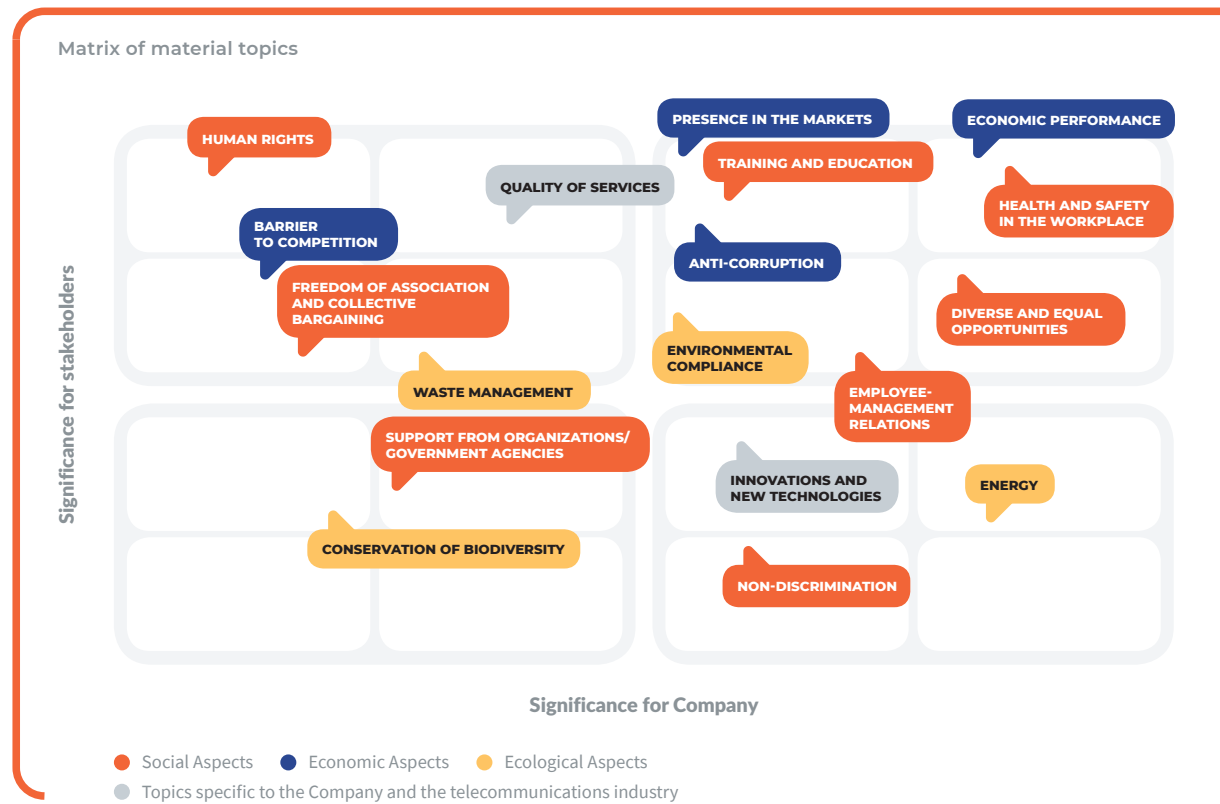 Matrix of material topics
HUMAN RIGHTS
PRESENCE IN THE MARKETS
ECONOMIC PERFORMANCE
TRAINING AND EDUCATION
QUALITY OF SERVICES
HEALTH AND SAFETY
IN THE WORKPLACE
BARRIER
TO COMPETITION
ANTI-CORRUPTION
FREEDOM OF ASSOCIATION
AND COLLECTIVE
BARGAINING
DIVERSE AND EQUAL
OPPORTUNITIES
ENVIRONMENTAL
COMPLIANCE
WASTE MANAGEMENT
EMPLOYEE-
MANAGEMENT
RELATIONS
SUPPORT FROM ORGANIZATIONS/
GOVERNMENT AGENCIES
INNOVATIONS AND
NEW TECHNOLOGIES
ENERGY
CONSERVATION OF BIODIVERSITY
NON-DISCRIMINATION
Significance for stakeholders
Significance for Company
Social Aspects
Economic Aspects
Ecological Aspects
Topics specific to the Company and the telecommunications industry